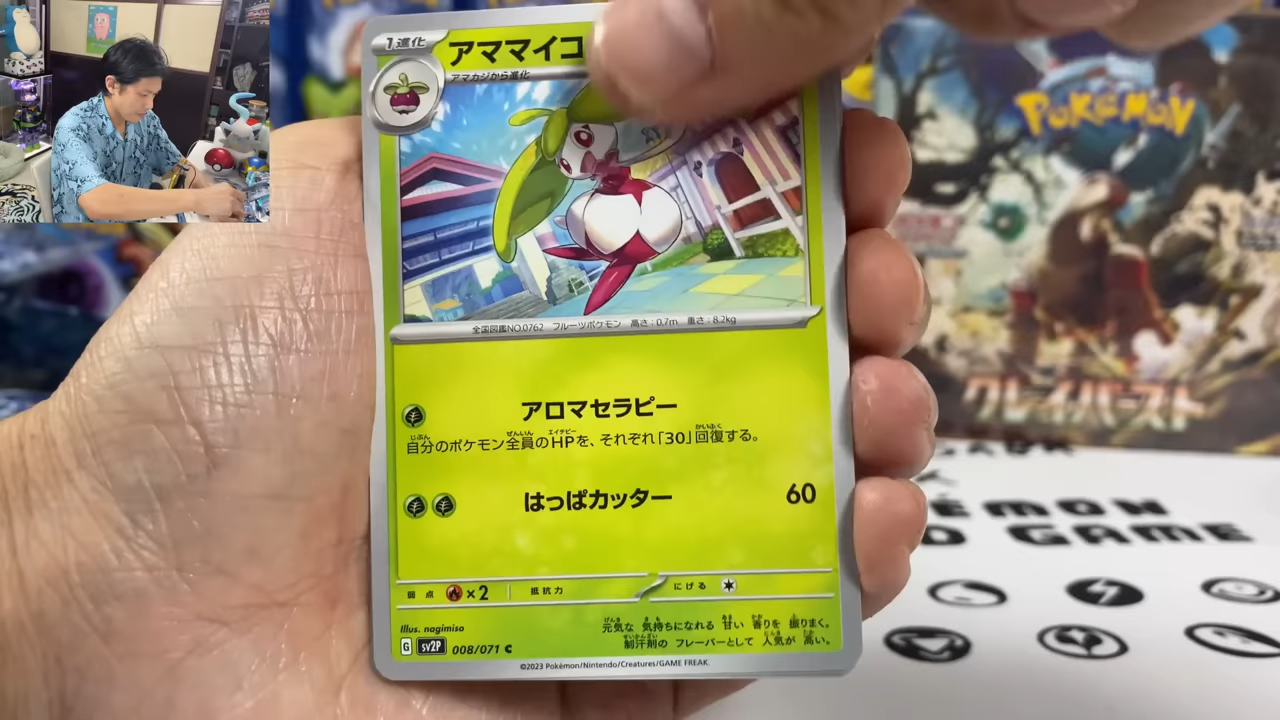 1進化
アママイコ
アマカジから進化
全国図鑑NO.0762 フルーツポケモン 高さ:0.7m 重さ:8.2kg
アロマセラピー
自分のポケモン全員のHPを、それぞれ「30」回復する。
はっぱカッター 60
弱点 ×2 抵抗力 にげる
Illus. nagimiso
元気な 気持ちになれる 甘い 香りを 振りまく。
制汗剤の フレーバーとして 人気が 高い。
G SV2P 008/071 C
©2023 Pokémon/Nintendo/Creatures/GAME FREAK.
POKéMON
クレイバースト
GAME